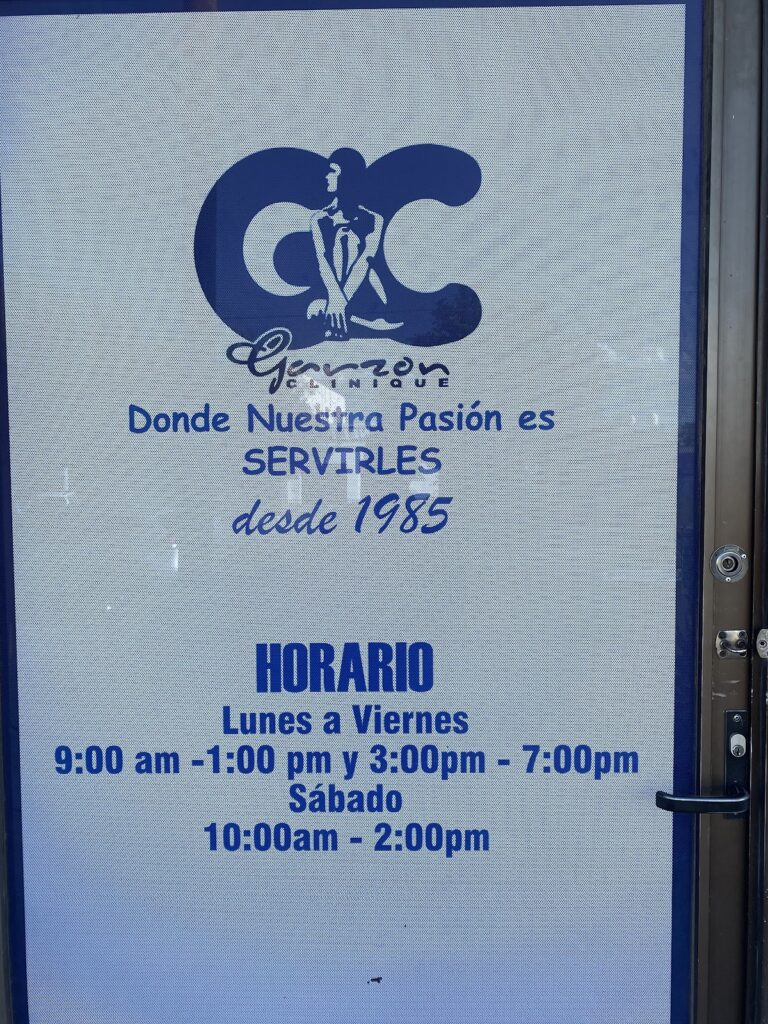 GC
Garzon
CLINIQUE
Donde Nuestra Pasión es
SERVIRLES
desde 1985
HORARIO
Lunes a Viernes
9:00 am -1:00 pm y 3:00pm - 7:00pm
Sábado
10:00am - 2:00pm